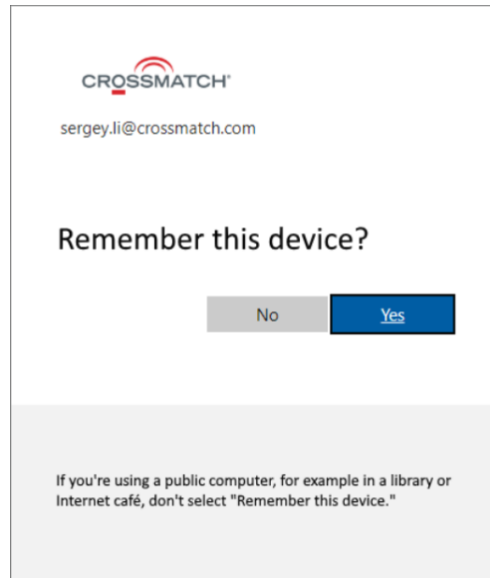 CROSSMATCH
sergey.li@crossmatch.com
Remember this device?
No
Yes
If you're using a public computer, for example in a library or
Internet café, don't select "Remember this device."